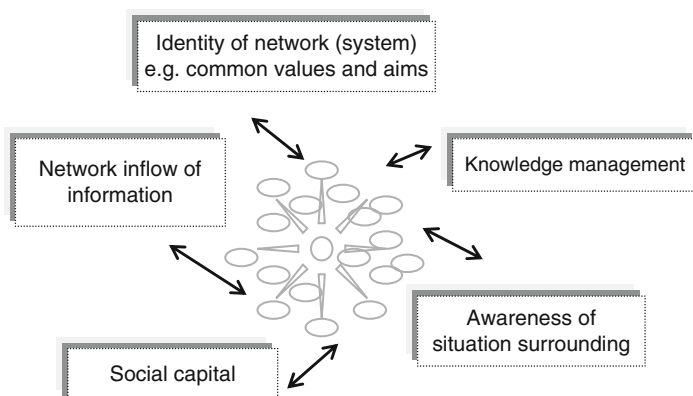 Identity of network (system)
e.g. common values and aims
Network inflow of
information
Knowledge management
Awareness of
situation surrounding
Social capital